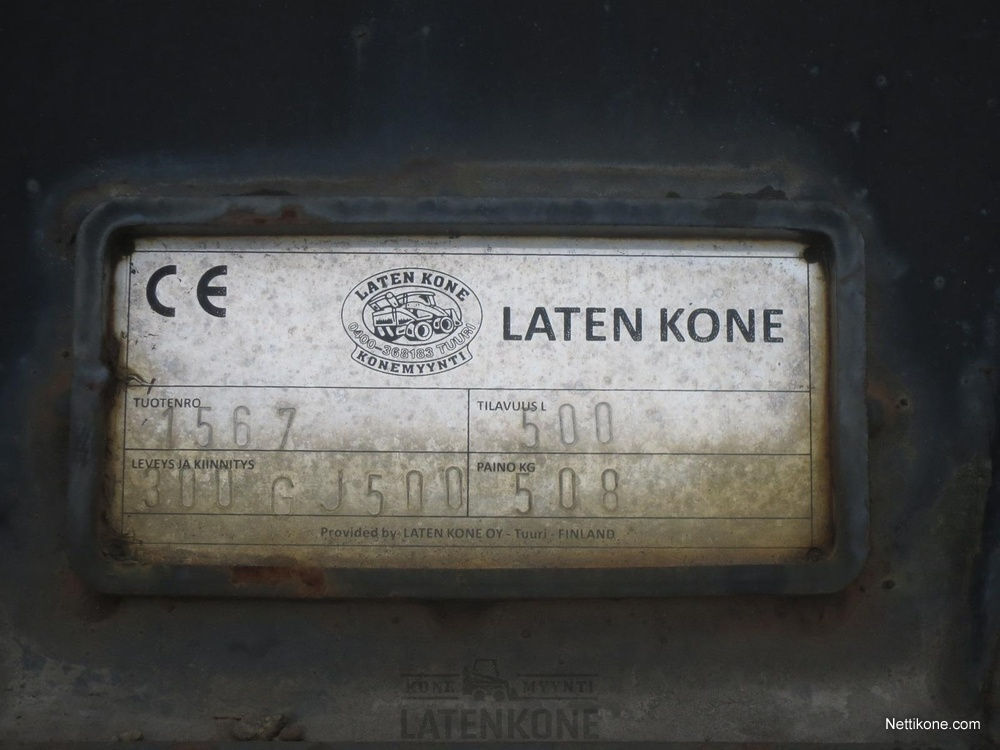 CE
LATEN KONE
0400-368183 TUURI
KONEMYYNTI
LATEN KONE
TUOTENRO
1567
TILAVUUS L
500
LEVEYS JA KIINNITYS
300 G J500
PAINO KG
508
Provided by LATEN KONE OY - Tuuri - FINLAND
KONE MYYNTI
LATENKONE
Nettikone.com